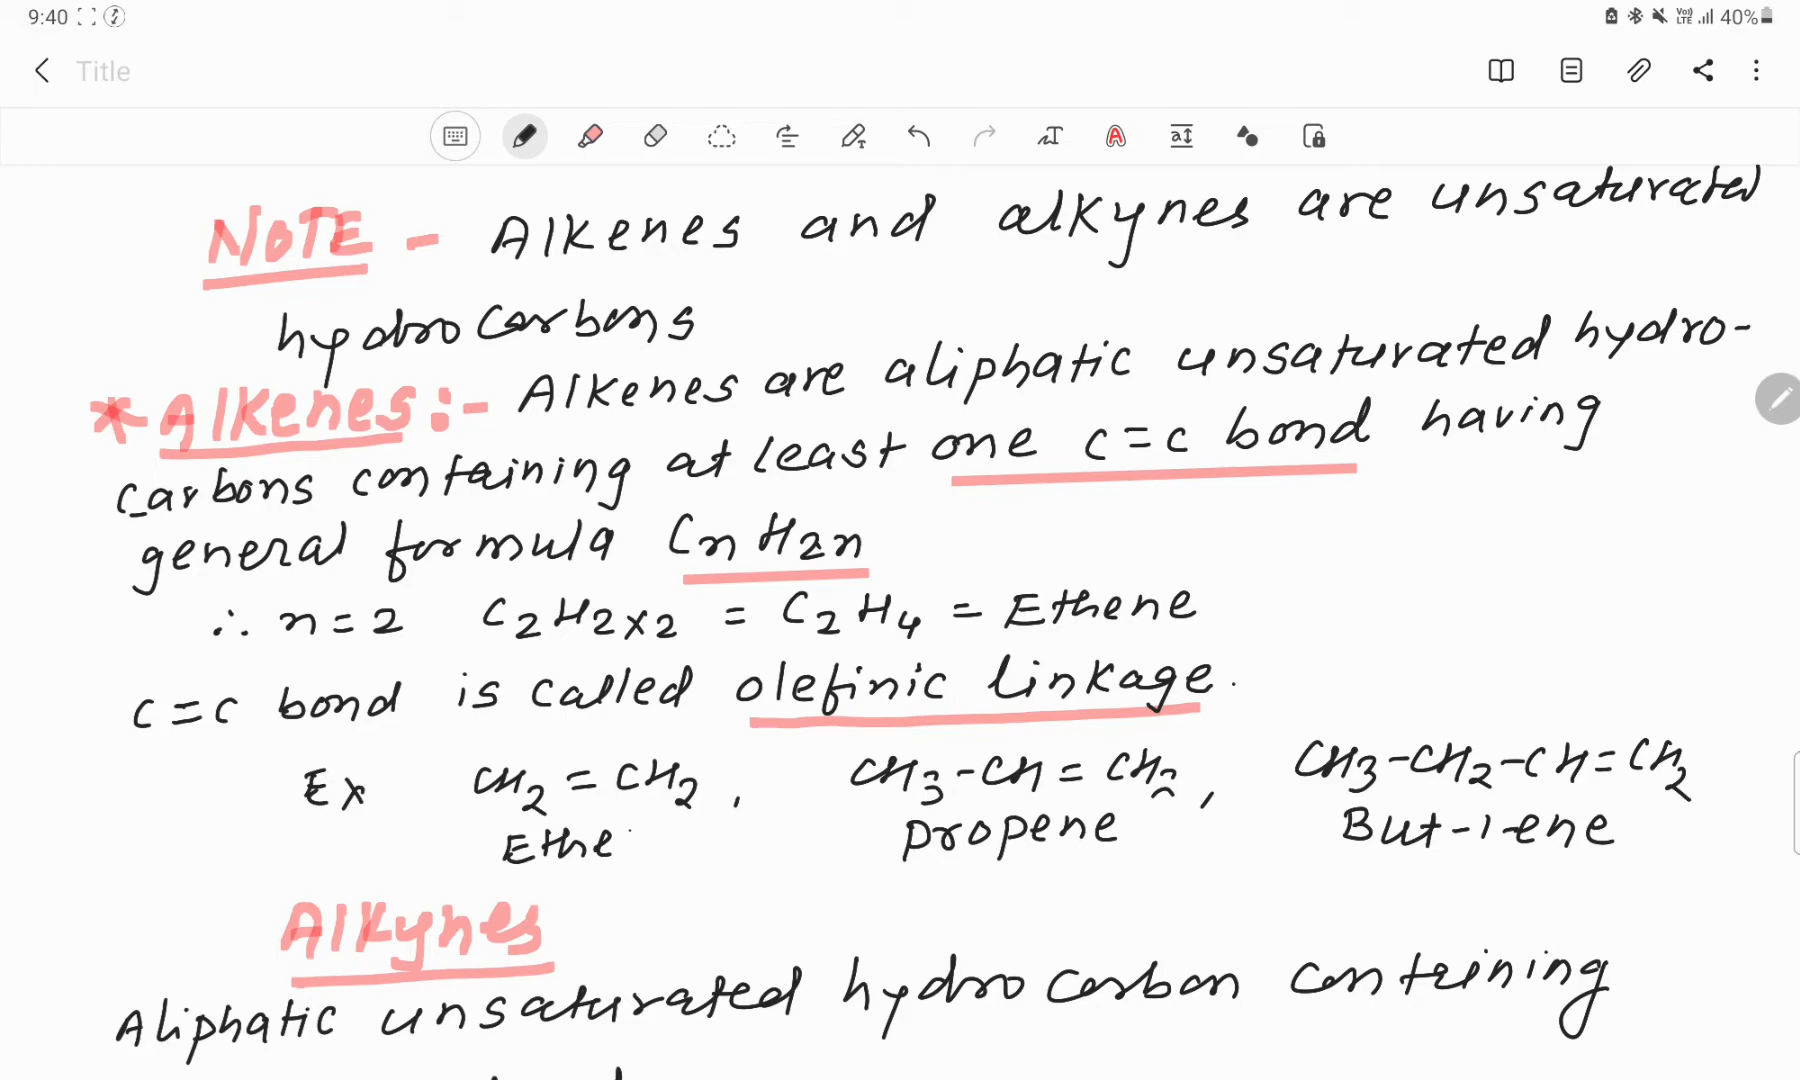 9:40
Vo)) LTE 40%
Title
NOTE - Alkenes and alkynes are unsaturated
hydrocarbons
* Alkenes :- Alkenes are aliphatic unsaturated hydro-
carbons containing at least one c=c bond having
general formula CnH2n
∴ n=2 C2H2x2 = C2H4 = Ethene
c=c bond is called olefinic linkage.
Ex CH2 = CH2 , CH3-CH = CH2 , CH3-CH2-CH=CH2
Ethe Propene But-1-ene
Alkynes
Aliphatic unsaturated hydrocarbon containing